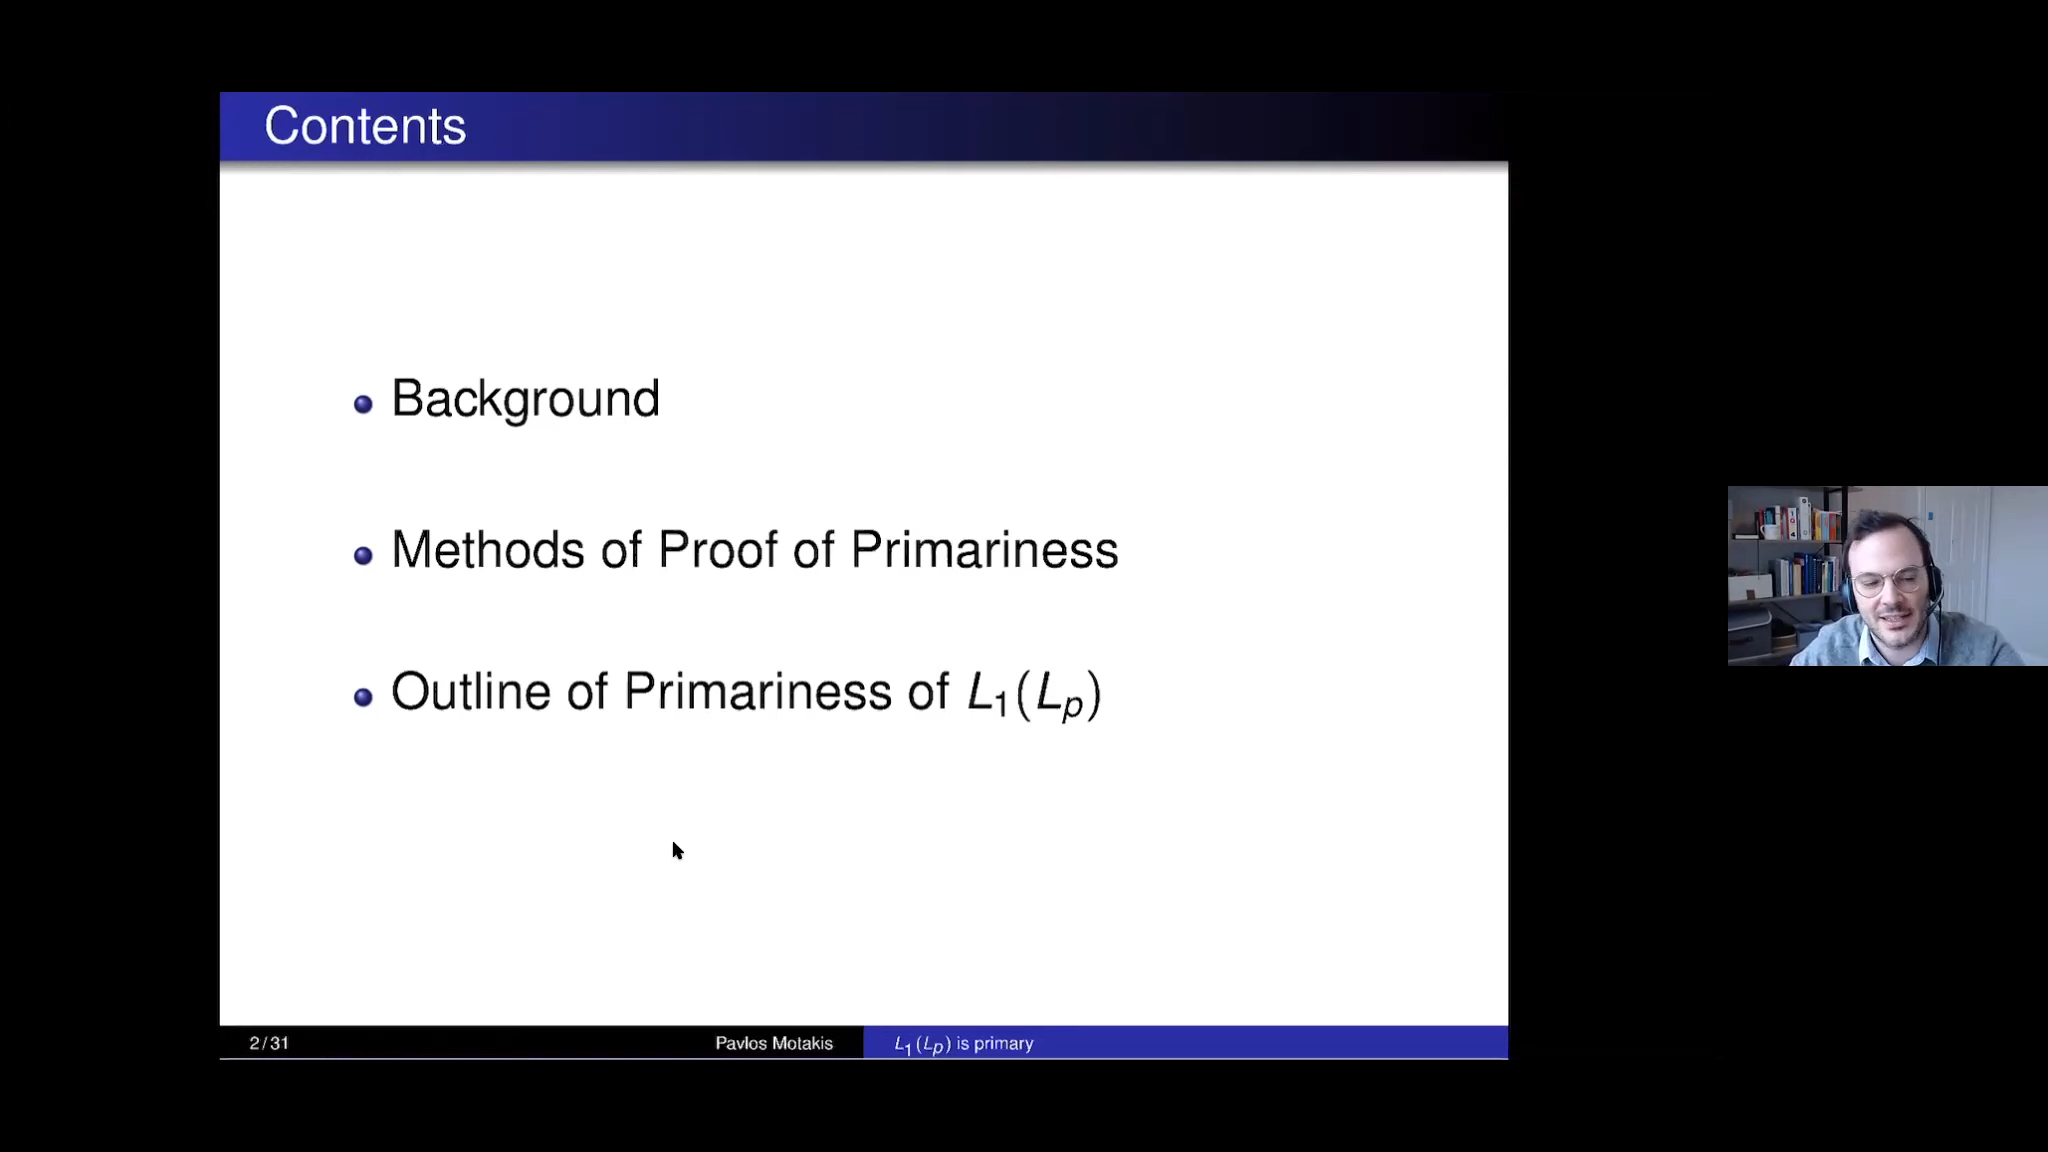 Contents
Background
Methods of Proof of Primariness
Outline of Primariness of L₁(Lₚ)
2 / 31 Pavlos Motakis L₁(Lₚ) is primary